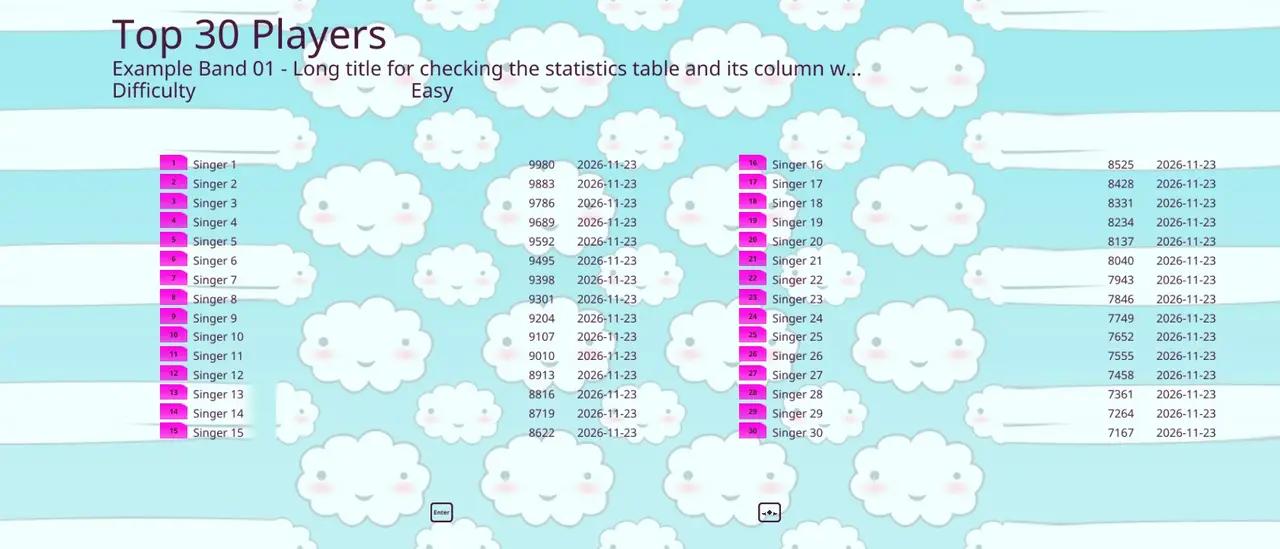 Top 30 Players
Example Band 01 - Long title for checking the statistics table and its column w...
Difficulty Easy
1 Singer 1 9980 2026-11-23
2 Singer 2 9883 2026-11-23
3 Singer 3 9786 2026-11-23
4 Singer 4 9689 2026-11-23
5 Singer 5 9592 2026-11-23
6 Singer 6 9495 2026-11-23
7 Singer 7 9398 2026-11-23
8 Singer 8 9301 2026-11-23
9 Singer 9 9204 2026-11-23
10 Singer 10 9107 2026-11-23
11 Singer 11 9010 2026-11-23
12 Singer 12 8913 2026-11-23
13 Singer 13 8816 2026-11-23
14 Singer 14 8719 2026-11-23
15 Singer 15 8622 2026-11-23
16 Singer 16 8525 2026-11-23
17 Singer 17 8428 2026-11-23
18 Singer 18 8331 2026-11-23
19 Singer 19 8234 2026-11-23
20 Singer 20 8137 2026-11-23
21 Singer 21 8040 2026-11-23
22 Singer 22 7943 2026-11-23
23 Singer 23 7846 2026-11-23
24 Singer 24 7749 2026-11-23
25 Singer 25 7652 2026-11-23
26 Singer 26 7555 2026-11-23
27 Singer 27 7458 2026-11-23
28 Singer 28 7361 2026-11-23
29 Singer 29 7264 2026-11-23
30 Singer 30 7167 2026-11-23
Enter